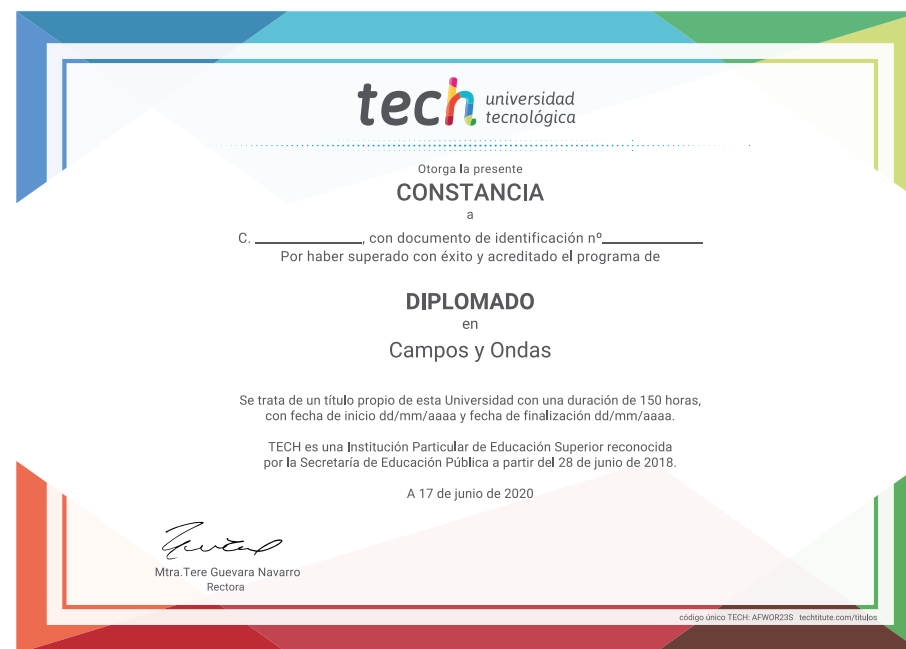 tech universidad
tecnológica
Otorga la presente
CONSTANCIA
a
C. ________, con documento de identificación nº________
Por haber superado con éxito y acreditado el programa de
DIPLOMADO
en
Campos y Ondas
Se trata de un título propio de esta Universidad con una duración de 150 horas,
con fecha de inicio dd/mm/aaaa y fecha de finalización dd/mm/aaaa.
TECH es una Institución Particular de Educación Superior reconocida
por la Secretaría de Educación Pública a partir del 28 de junio de 2018.
A 17 de junio de 2020
Mtra.Tere Guevara Navarro
Rectora
código único TECH: AFWOR23S techtitute.com/titulos